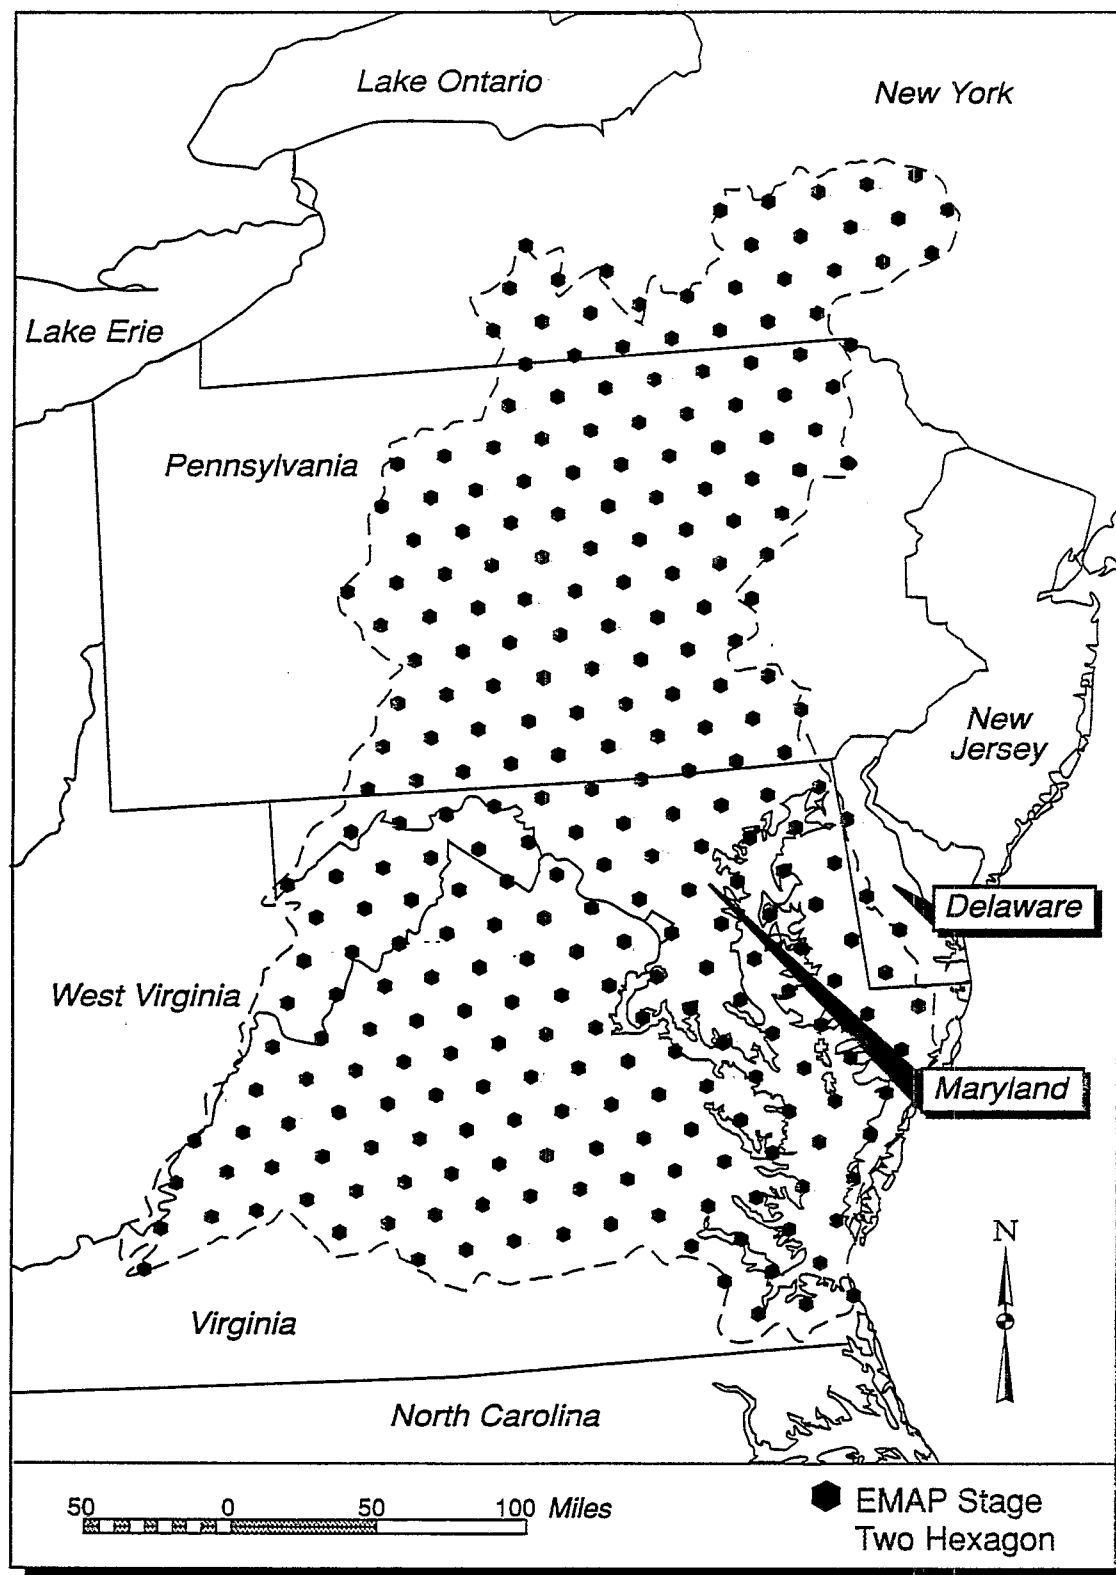 Lake Ontario
New York
Lake Erie
Pennsylvania
New
Jersey
Delaware
West Virginia
Maryland
N
Virginia
North Carolina
50 0 50 100 Miles
EMAP Stage
Two Hexagon